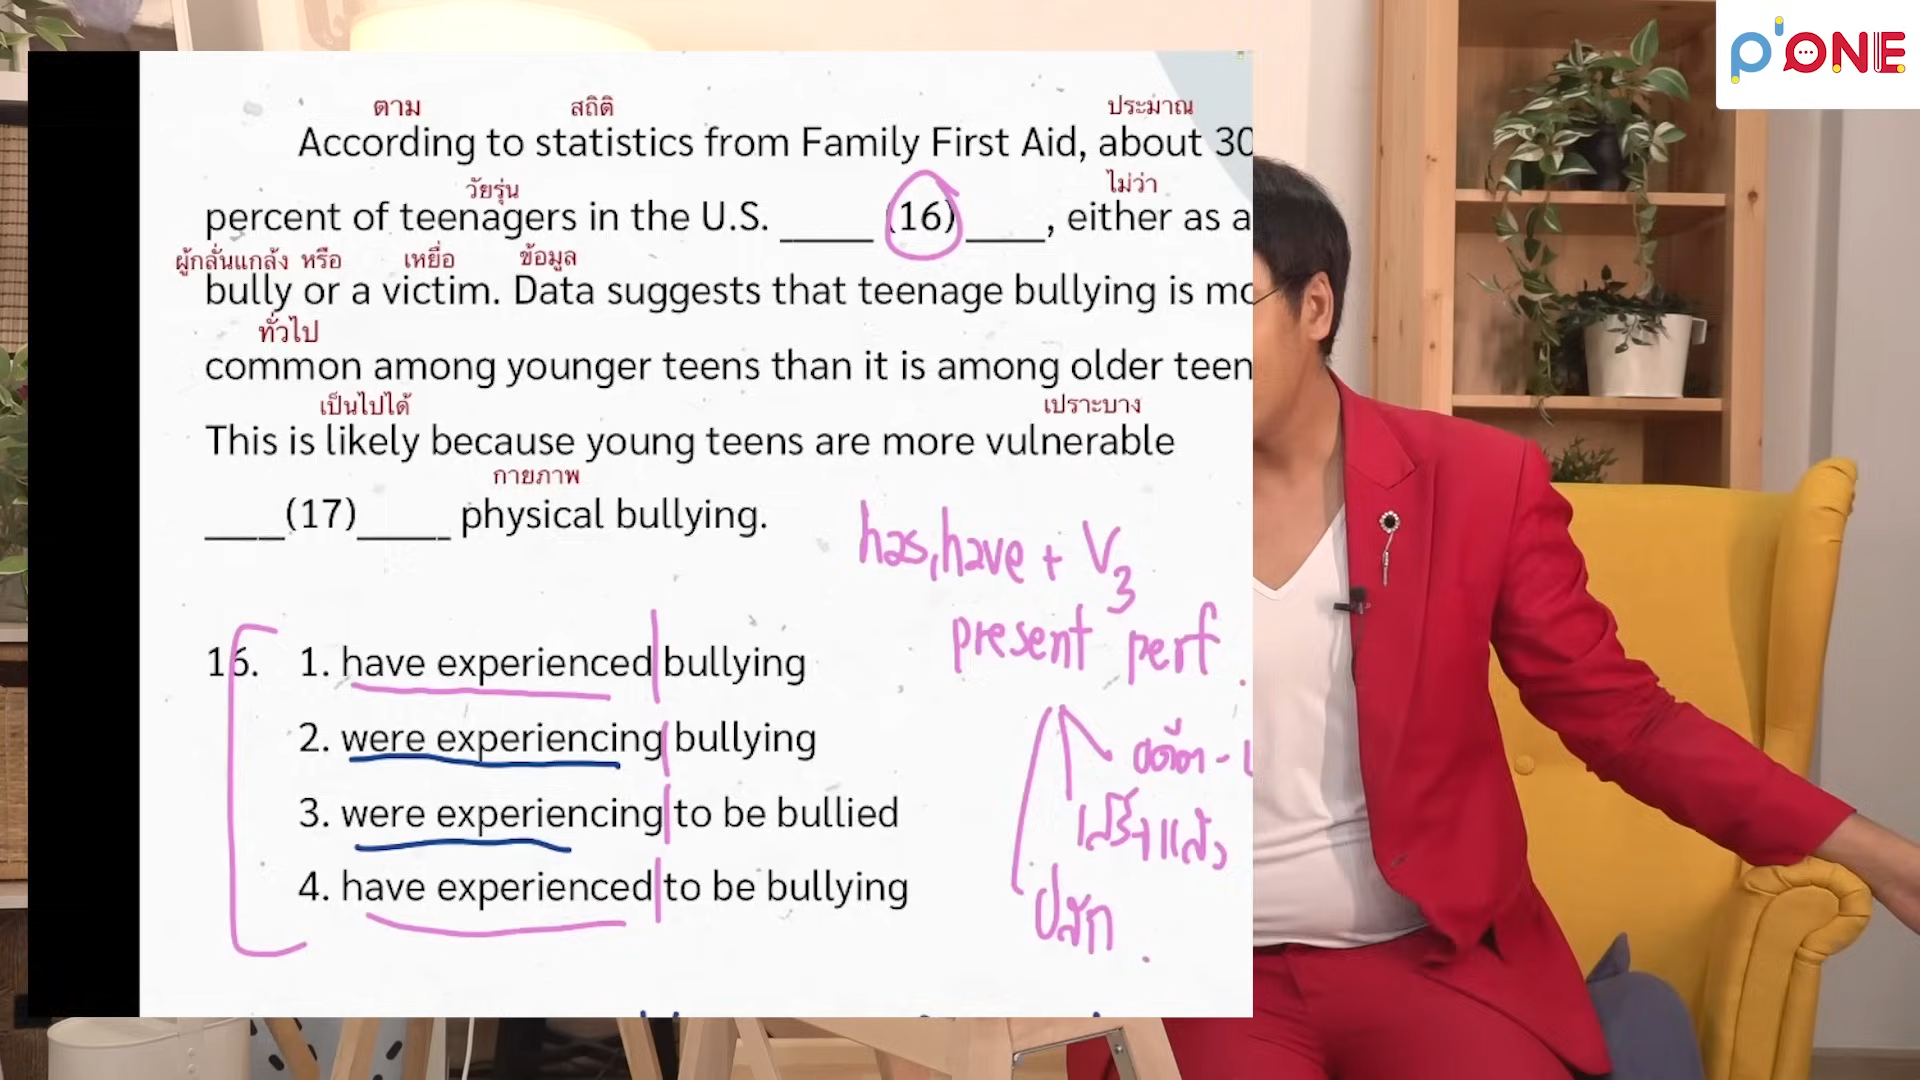 P'ONE
ตาม สถิติ ประมาณ
According to statistics from Family First Aid, about 30
วัยรุ่น ไม่ว่า
percent of teenagers in the U.S. _____ (16) ____, either as a
ผู้กลั่นแกล้ง หรือ เหยื่อ ข้อมูล
bully or a victim. Data suggests that teenage bullying is mo
ทั่วไป
common among younger teens than it is among older teen
เป็นไปได้ เปราะบาง
This is likely because young teens are more vulnerable
กายภาพ
____(17)_____ physical bullying.
has, have + V3
present perf.
16. 1. have experienced bullying
2. were experiencing bullying
อดีต -
3. were experiencing to be bullied
เสร็จแล้ว
4. have experienced to be bullying